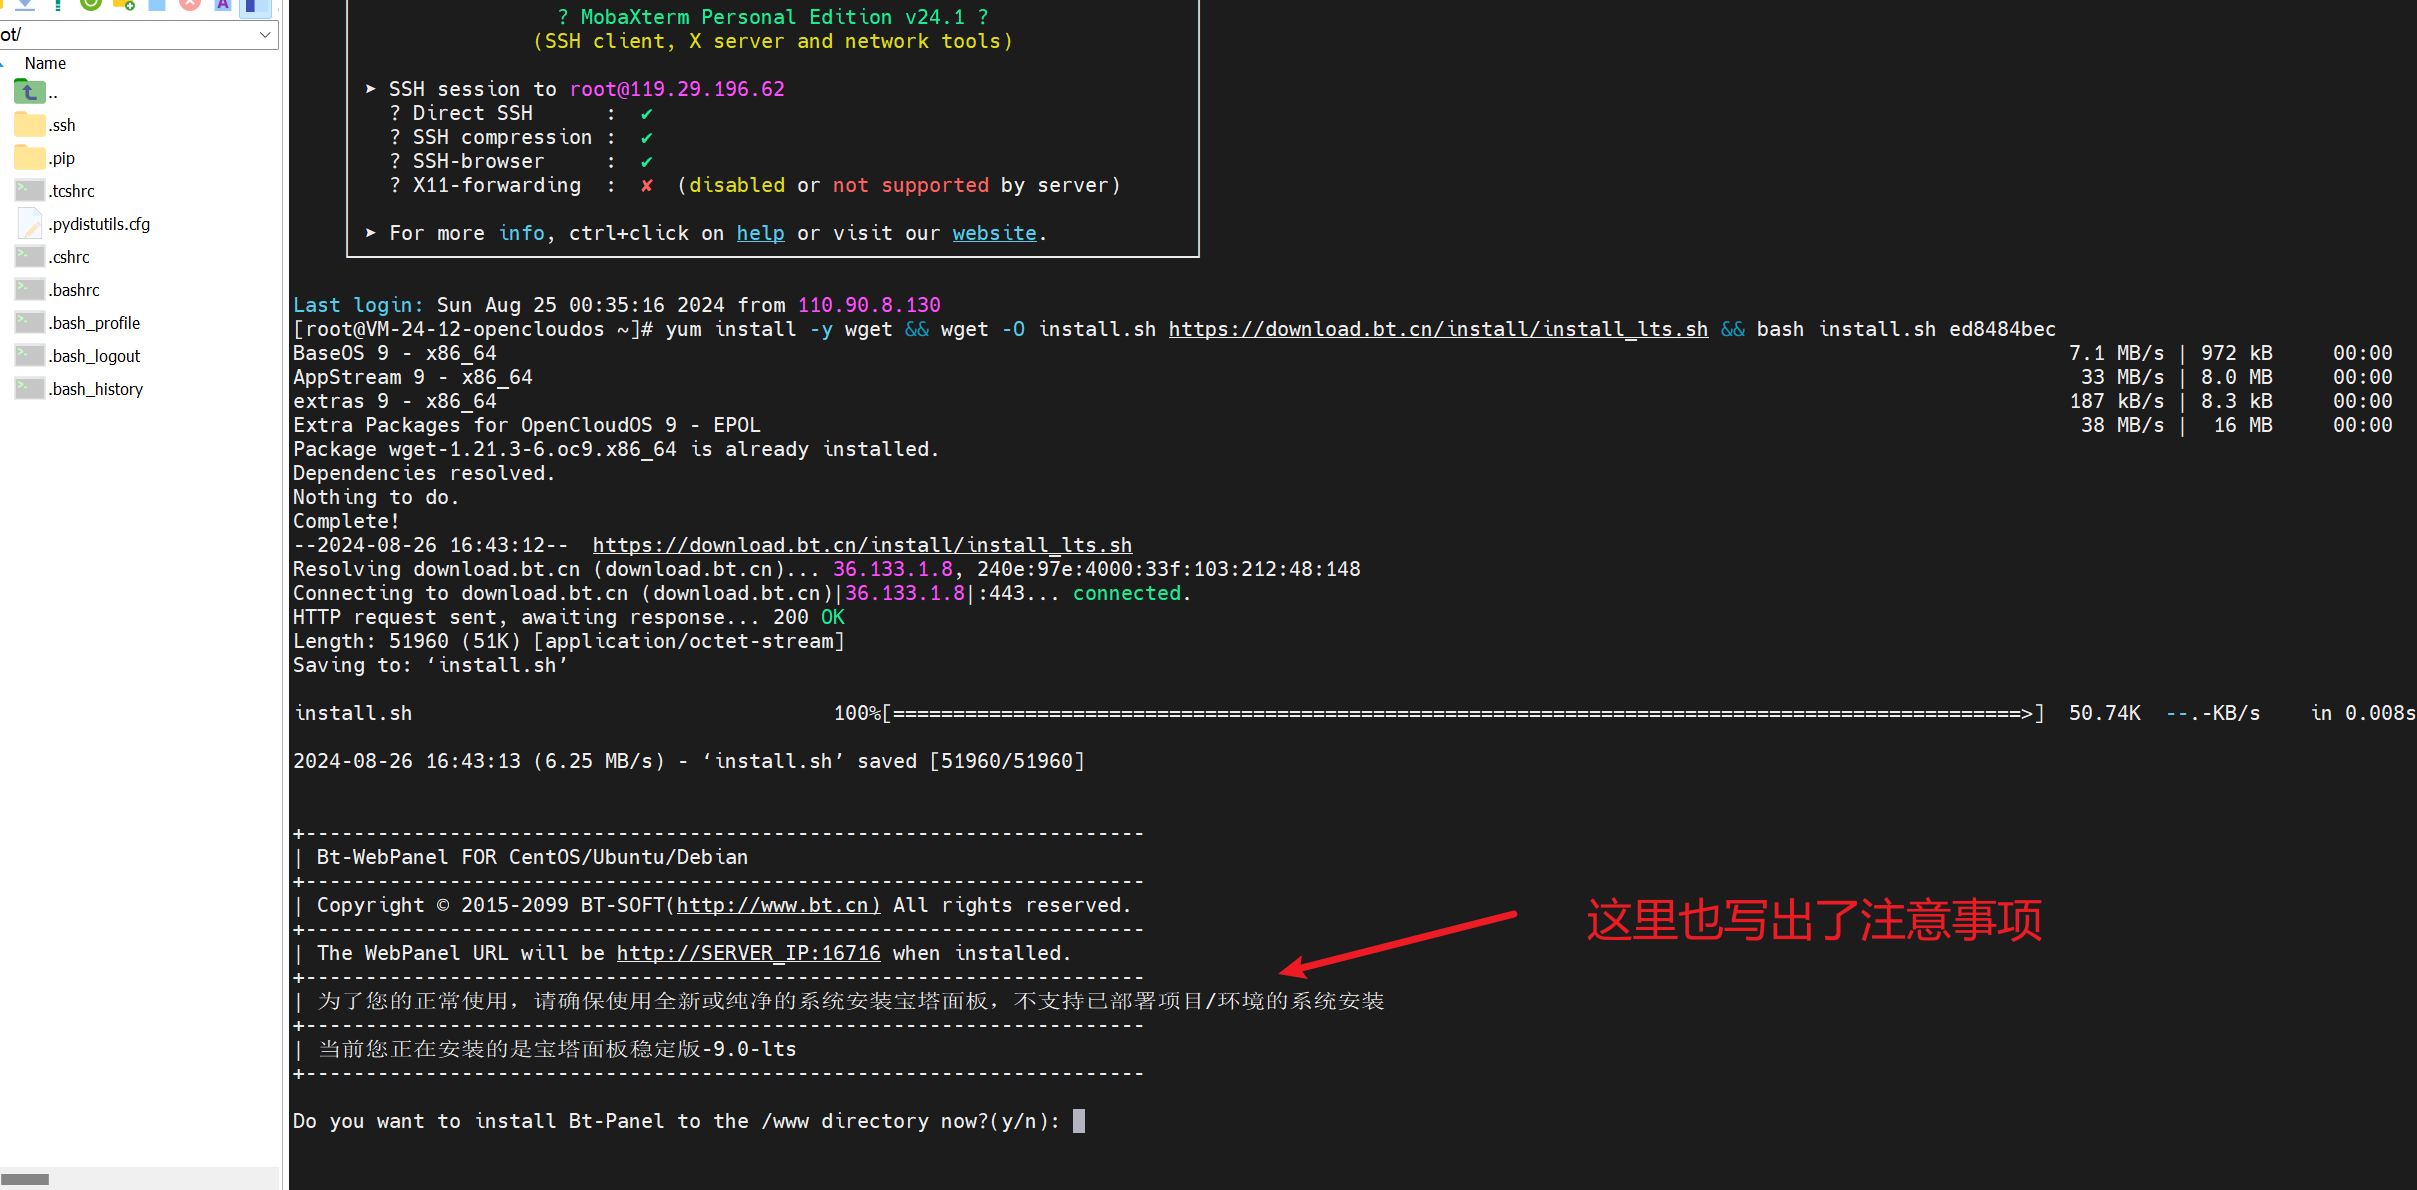 ot/
Name
..
.ssh
.pip
.tcshrc
.pydistutils.cfg
.cshrc
.bashrc
.bash_profile
.bash_logout
.bash_history
? MobaXterm Personal Edition v24.1 ?
(SSH client, X server and network tools)
➤ SSH session to root@119.29.196.62
? Direct SSH      :  ✔
? SSH compression :  ✔
? SSH-browser     :  ✔
? X11-forwarding  :  ✘  (disabled or not supported by server)
➤ For more info, ctrl+click on help or visit our website.
Last login: Sun Aug 25 00:35:16 2024 from 110.90.8.130
[root@VM-24-12-opencloudos ~]# yum install -y wget && wget -O install.sh https://download.bt.cn/install/install_lts.sh && bash install.sh ed8484bec
BaseOS 9 - x86_64    7.1 MB/s | 972 kB     00:00
AppStream 9 - x86_64    33 MB/s | 8.0 MB     00:00
extras 9 - x86_64    187 kB/s | 8.3 kB     00:00
Extra Packages for OpenCloudOS 9 - EPOL    38 MB/s |  16 MB     00:00
Package wget-1.21.3-6.oc9.x86_64 is already installed.
Dependencies resolved.
Nothing to do.
Complete!
--2024-08-26 16:43:12--  https://download.bt.cn/install/install_lts.sh
Resolving download.bt.cn (download.bt.cn)... 36.133.1.8, 240e:97e:4000:33f:103:212:48:148
Connecting to download.bt.cn (download.bt.cn)|36.133.1.8|:443... connected.
HTTP request sent, awaiting response... 200 OK
Length: 51960 (51K) [application/octet-stream]
Saving to: ‘install.sh’
install.sh    100%[==============================================================================================>]  50.74K  --.-KB/s    in 0.008s
2024-08-26 16:43:13 (6.25 MB/s) - ‘install.sh’ saved [51960/51960]
+----------------------------------------------------------------------
| Bt-WebPanel FOR CentOS/Ubuntu/Debian
+----------------------------------------------------------------------
| Copyright © 2015-2099 BT-SOFT(http://www.bt.cn) All rights reserved.
+----------------------------------------------------------------------
| The WebPanel URL will be http://SERVER_IP:16716 when installed.
+----------------------------------------------------------------------
| 为了您的正常使用，请确保使用全新或纯净的系统安装宝塔面板，不支持已部署项目/环境的系统安装
+----------------------------------------------------------------------
| 当前您正在安装的是宝塔面板稳定版-9.0-lts
+----------------------------------------------------------------------
Do you want to install Bt-Panel to the /www directory now?(y/n):
这里也写出了注意事项